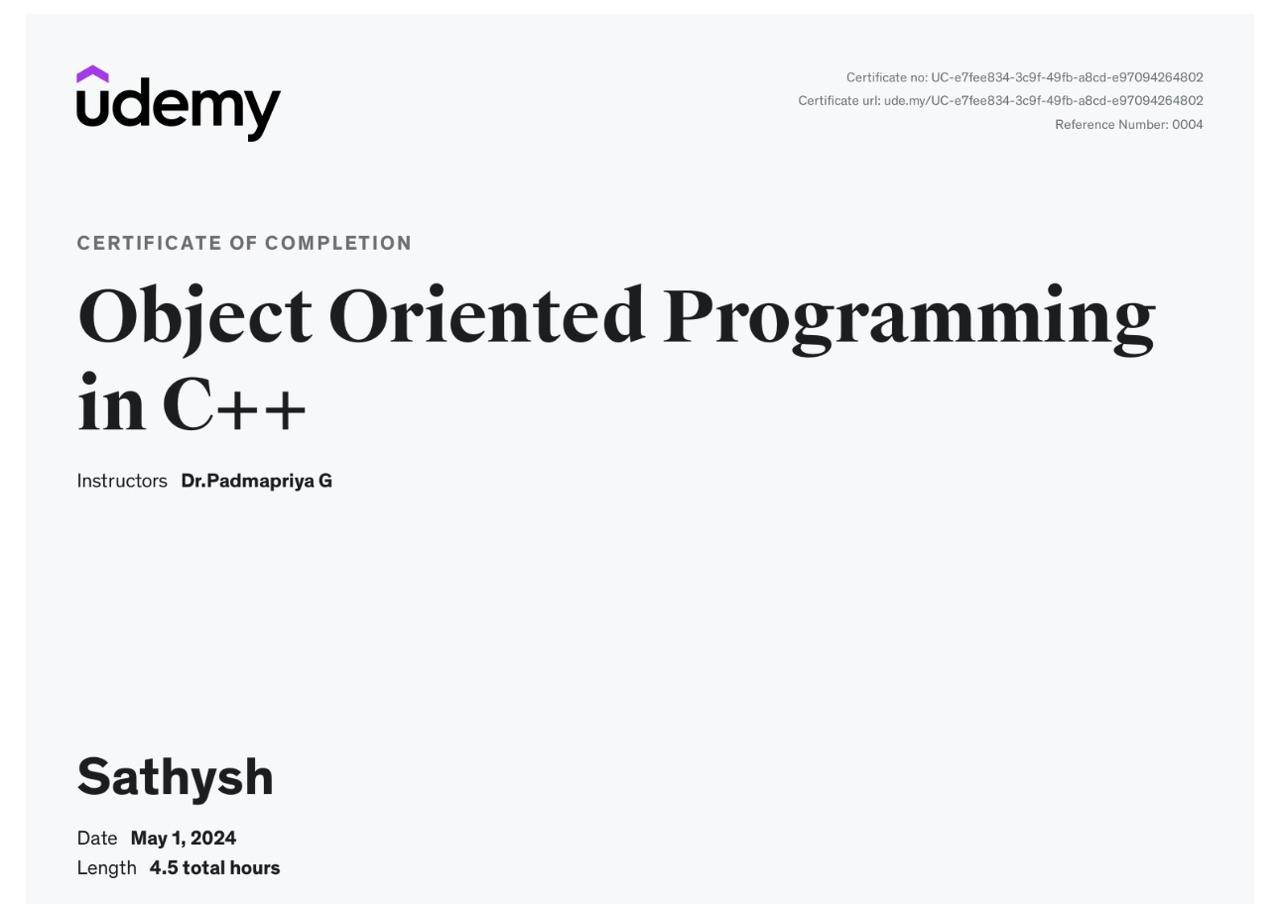 udemy
Certificate no: UC-e7fee834-3c9f-49fb-a8cd-e97094264802
Certificate url: ude.my/UC-e7fee834-3c9f-49fb-a8cd-e97094264802
Reference Number: 0004
CERTIFICATE OF COMPLETION
Object Oriented Programming
in C++
Instructors Dr.Padmapriya G
Sathysh
Date May 1, 2024
Length 4.5 total hours